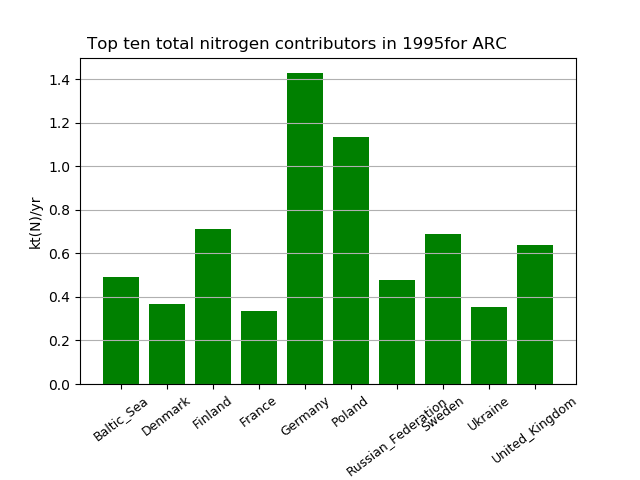 Top ten total nitrogen contributors in 1995for ARC
kt(N)/yr
1.4
1.2
1.0
0.8
0.6
0.4
0.2
0.0
Baltic_Sea
Denmark
Finland
France
Germany
Poland
Russian_Federation
Sweden
Ukraine
United_Kingdom